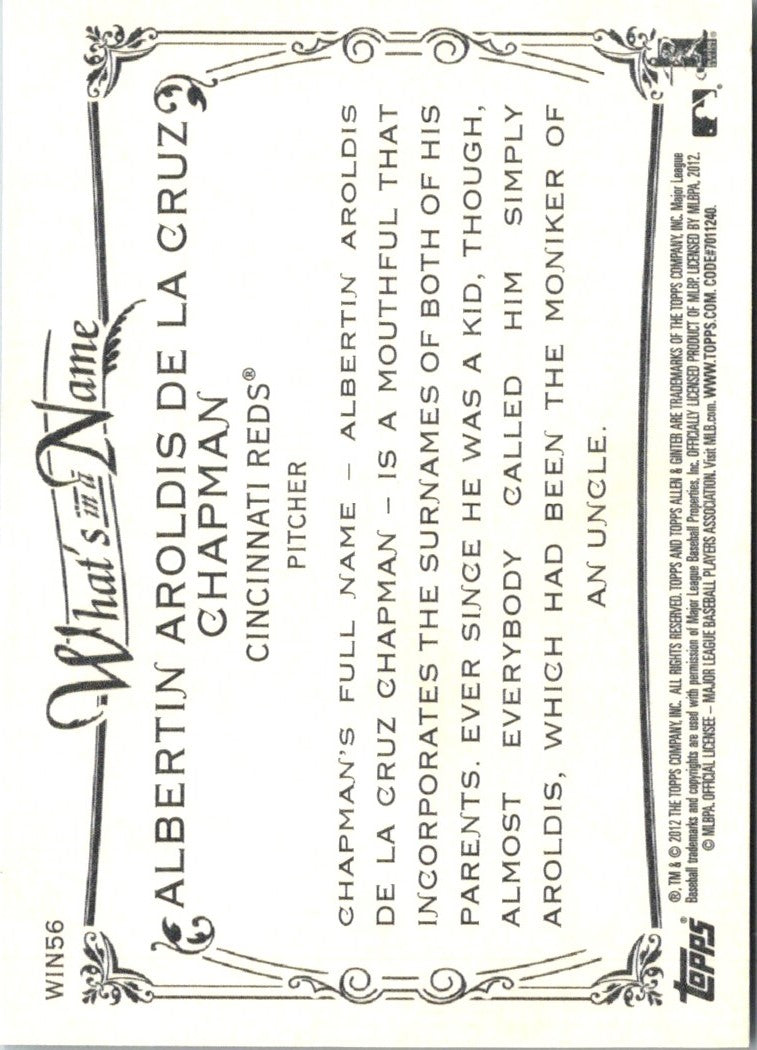 WIN56
What's in a Name
ALBERTIN AROLDIS DE LA CRUZ
CHAPMAN
CINCINNATI REDS®
PITCHER
CHAPMAN'S FULL NAME – ALBERTIN AROLDIS
DE LA CRUZ CHAPMAN – IS A MOUTHFUL THAT
INCORPORATES THE SURNAMES OF BOTH OF HIS
PARENTS. EVER SINCE HE WAS A KID, THOUGH,
ALMOST EVERYBODY CALLED HIM SIMPLY
AROLDIS, WHICH HAD BEEN THE MONIKER OF
AN UNCLE.
topps®
®, TM & © 2012 THE TOPPS COMPANY, INC. ALL RIGHTS RESERVED. TOPPS AND TOPPS ALLEN & GINTER ARE TRADEMARKS OF THE TOPPS COMPANY, INC. Major League
Baseball trademarks and copyrights are used with permission of Major League Baseball Properties, Inc. OFFICIALLY LICENSED PRODUCT OF MLBP. LICENSED BY MLBPA, 2012.
© MLBPA. OFFICIAL LICENSEE – MAJOR LEAGUE BASEBALL PLAYERS ASSOCIATION. Visit MLB.com. WWW.TOPPS.COM. CODE#7011240.